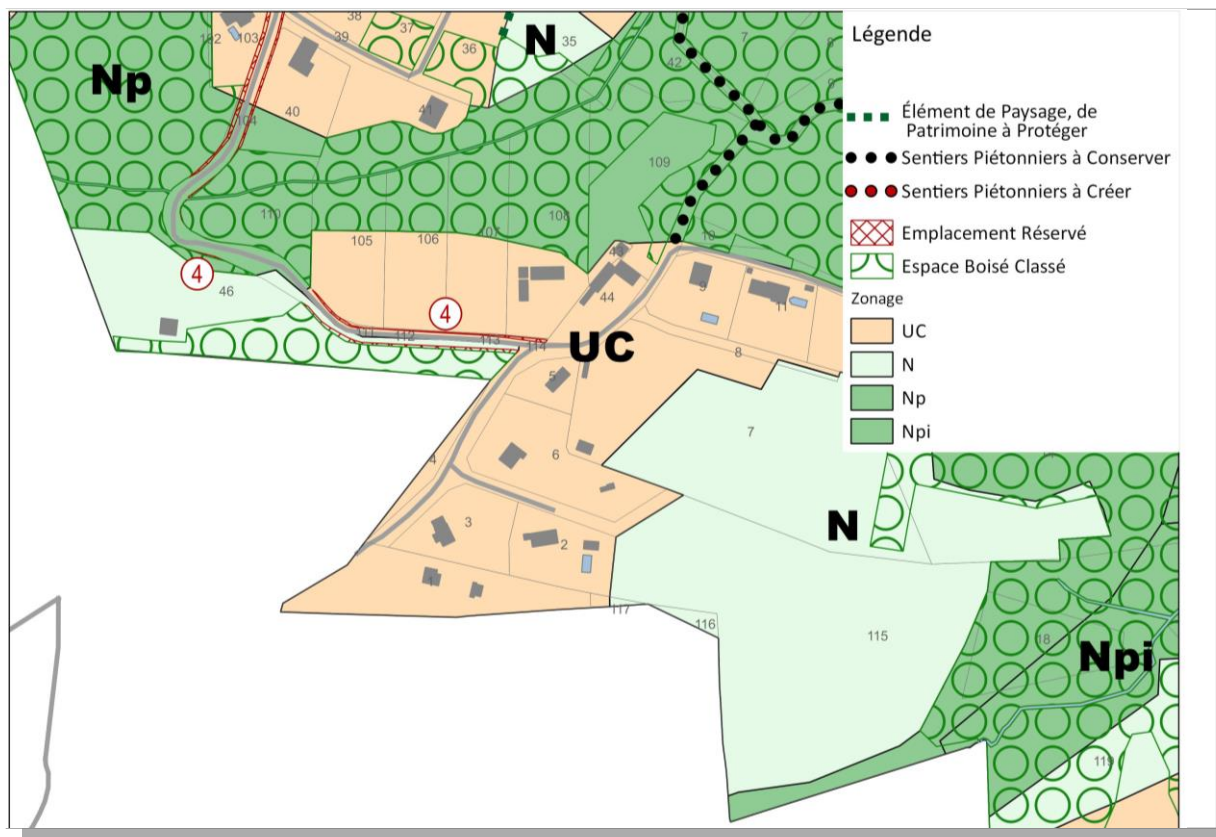 Légende
Élément de Paysage, de
Patrimoine à Protéger
Sentiers Piétonniers à Conserver
Sentiers Piétonniers à Créer
Emplacement Réservé
Espace Boisé Classé
Zonage
UC
N
Np
Npi
38
37
39
36
N
35
102
103
Np
42
7
40
41
104
109
110
105
106
107
108
10
43
4
46
44
9
11
4
111
112
113
114
UC
8
5
7
4
6
N
3
2
1
117
116
115
18
Npi
119